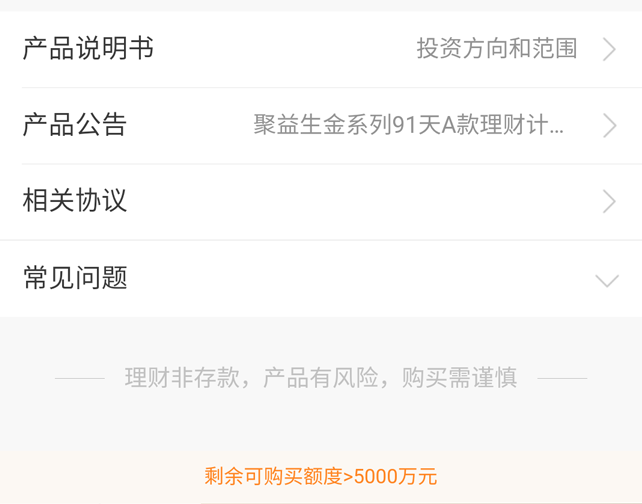 产品说明书 投资方向和范围
产品公告 聚益生金系列91天A款理财计...
相关协议
常见问题
理财非存款，产品有风险，购买需谨慎
剩余可购买额度>5000万元